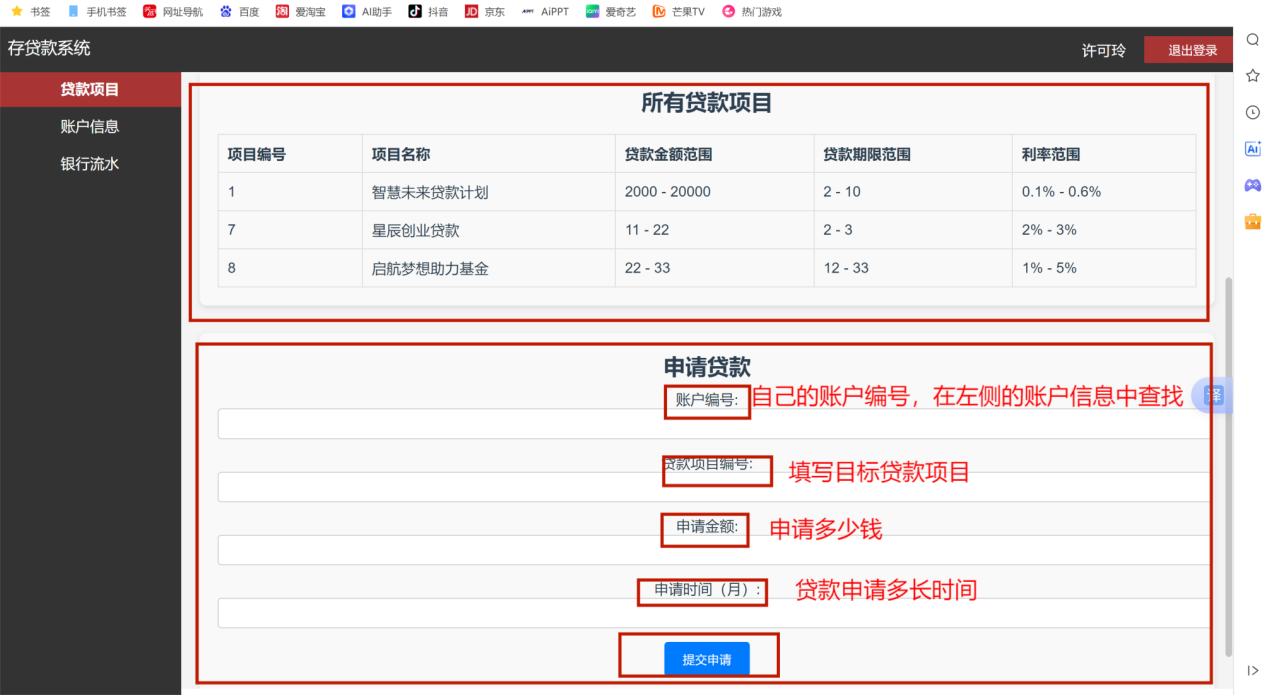 书签 手机书签 网址导航 百度 爱淘宝 AI助手 抖音 京东 AiPPT 爱奇艺 芒果TV 热门游戏
存贷款系统 许可玲 退出登录
贷款项目
账户信息
银行流水
所有贷款项目
项目编号 项目名称 贷款金额范围 贷款期限范围 利率范围
1 智慧未来贷款计划 2000 - 20000 2 - 10 0.1% - 0.6%
7 星辰创业贷款 11 - 22 2 - 3 2% - 3%
8 启航梦想助力基金 22 - 33 12 - 33 1% - 5%
申请贷款
账户编号: 自己的账户编号，在左侧的账户信息中查找
译
贷款项目编号: 填写目标贷款项目
申请金额: 申请多少钱
申请时间（月）: 贷款申请多长时间
提交申请